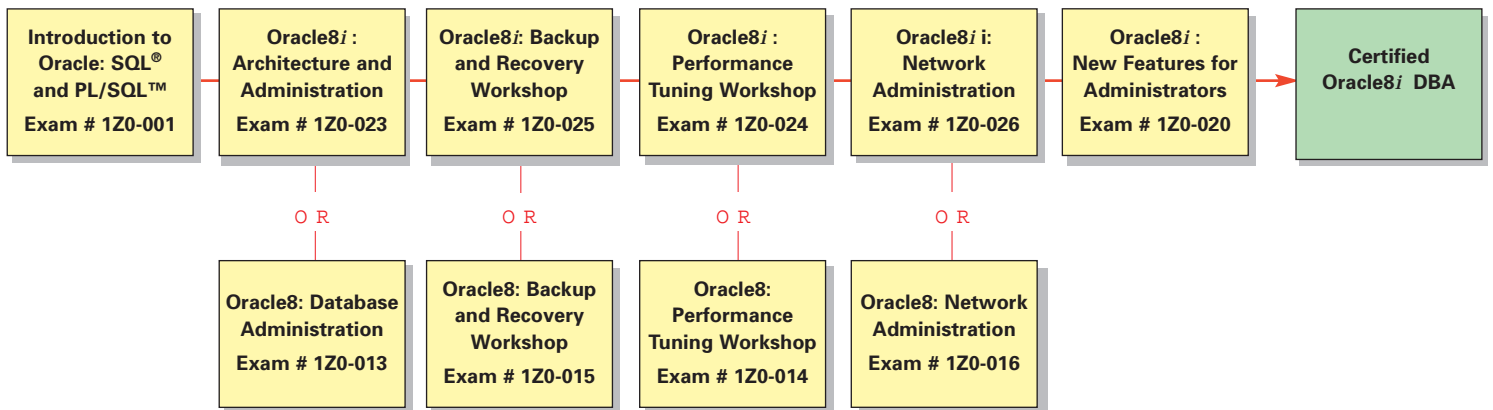 Introduction to
Oracle: SQL®
and PL/SQL™
Exam # 1Z0-001
Oracle8i :
Architecture and
Administration
Exam # 1Z0-023
Oracle8i: Backup
and Recovery
Workshop
Exam # 1Z0-025
Oracle8i :
Performance
Tuning Workshop
Exam # 1Z0-024
Oracle8i i:
Network
Administration
Exam # 1Z0-026
Oracle8i :
New Features for
Administrators
Exam # 1Z0-020
Certified
Oracle8i DBA
OR
OR
OR
OR
Oracle8: Database
Administration
Exam # 1Z0-013
Oracle8: Backup
and Recovery
Workshop
Exam # 1Z0-015
Oracle8:
Performance
Tuning Workshop
Exam # 1Z0-014
Oracle8: Network
Administration
Exam # 1Z0-016